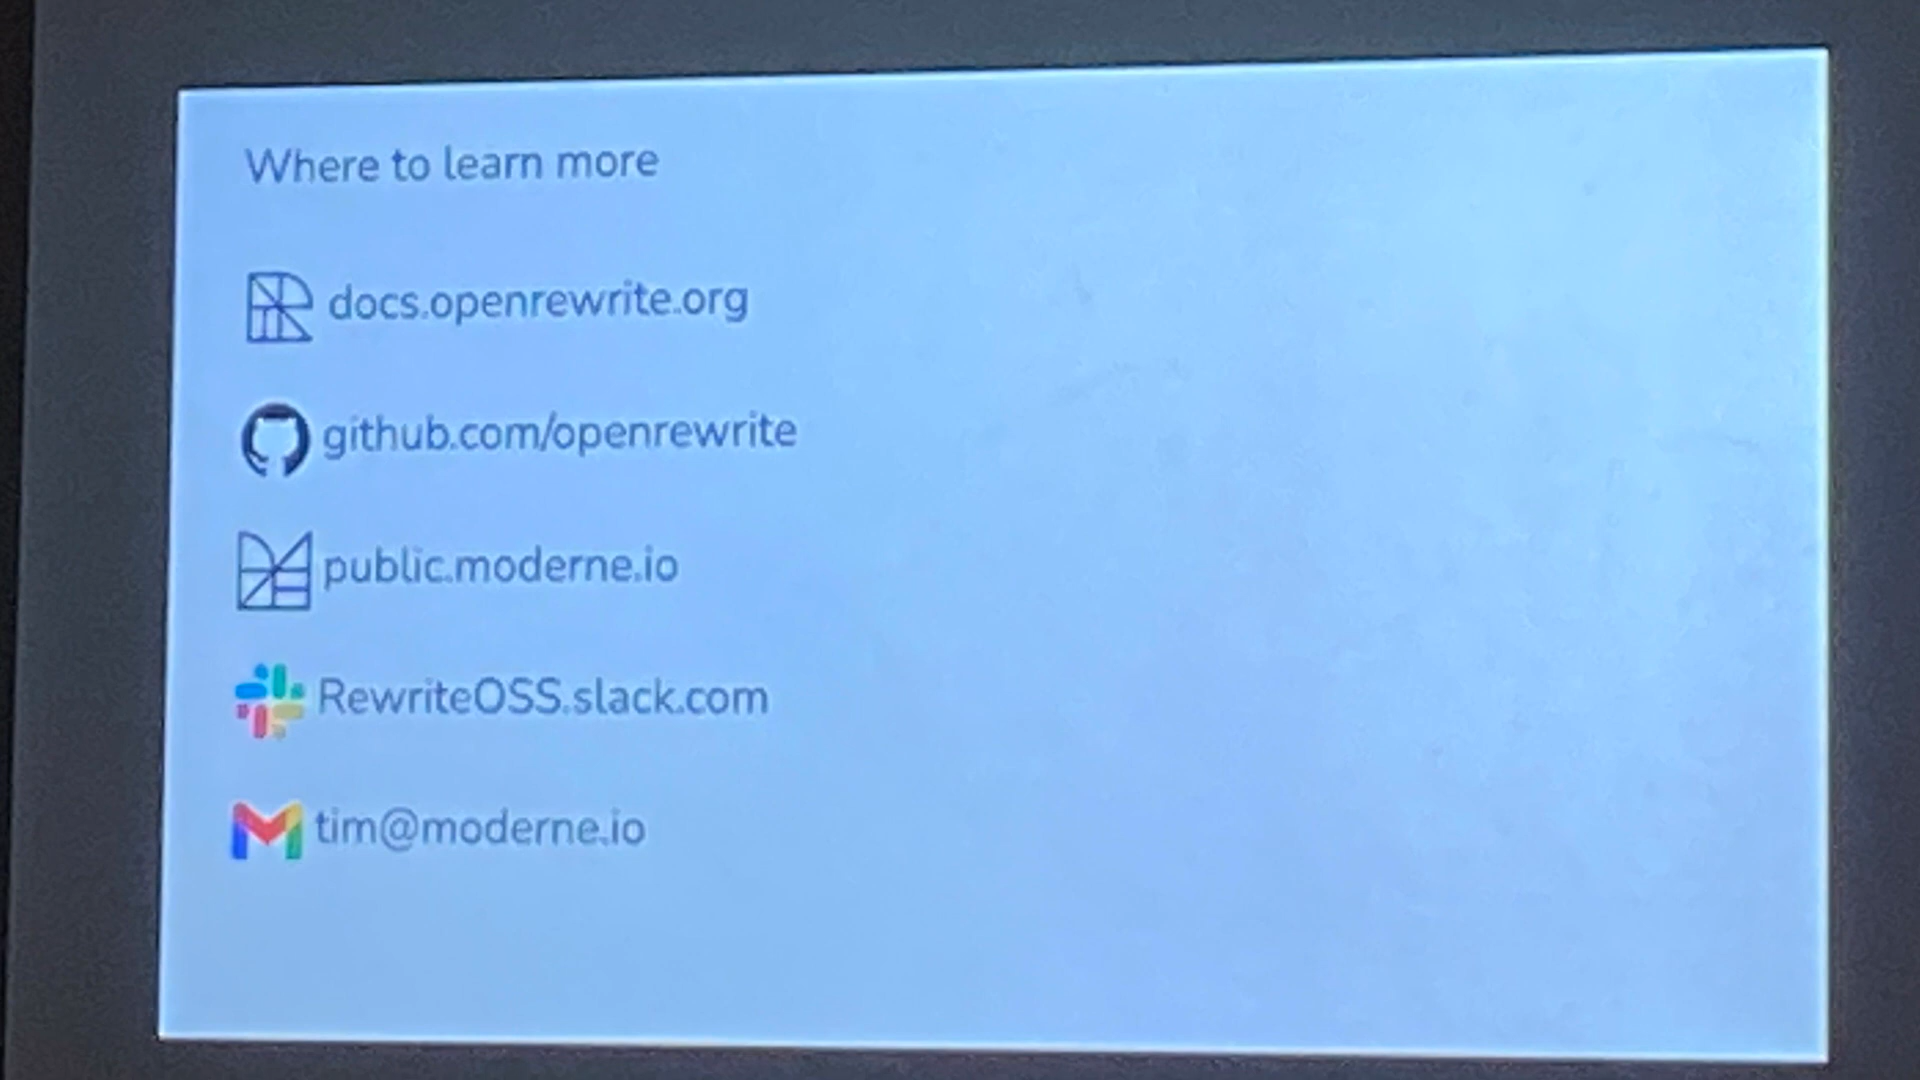 Where to learn more
docs.openrewrite.org
github.com/openrewrite
public.moderne.io
RewriteOSS.slack.com
tim@moderne.io